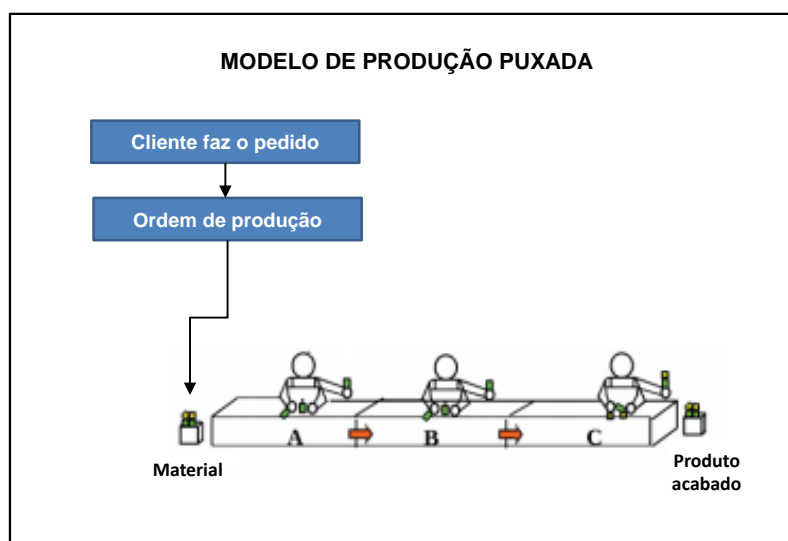 MODELO DE PRODUÇÃO PUXADA
Cliente faz o pedido
Ordem de produção
A
B
C
Material
Produto
acabado